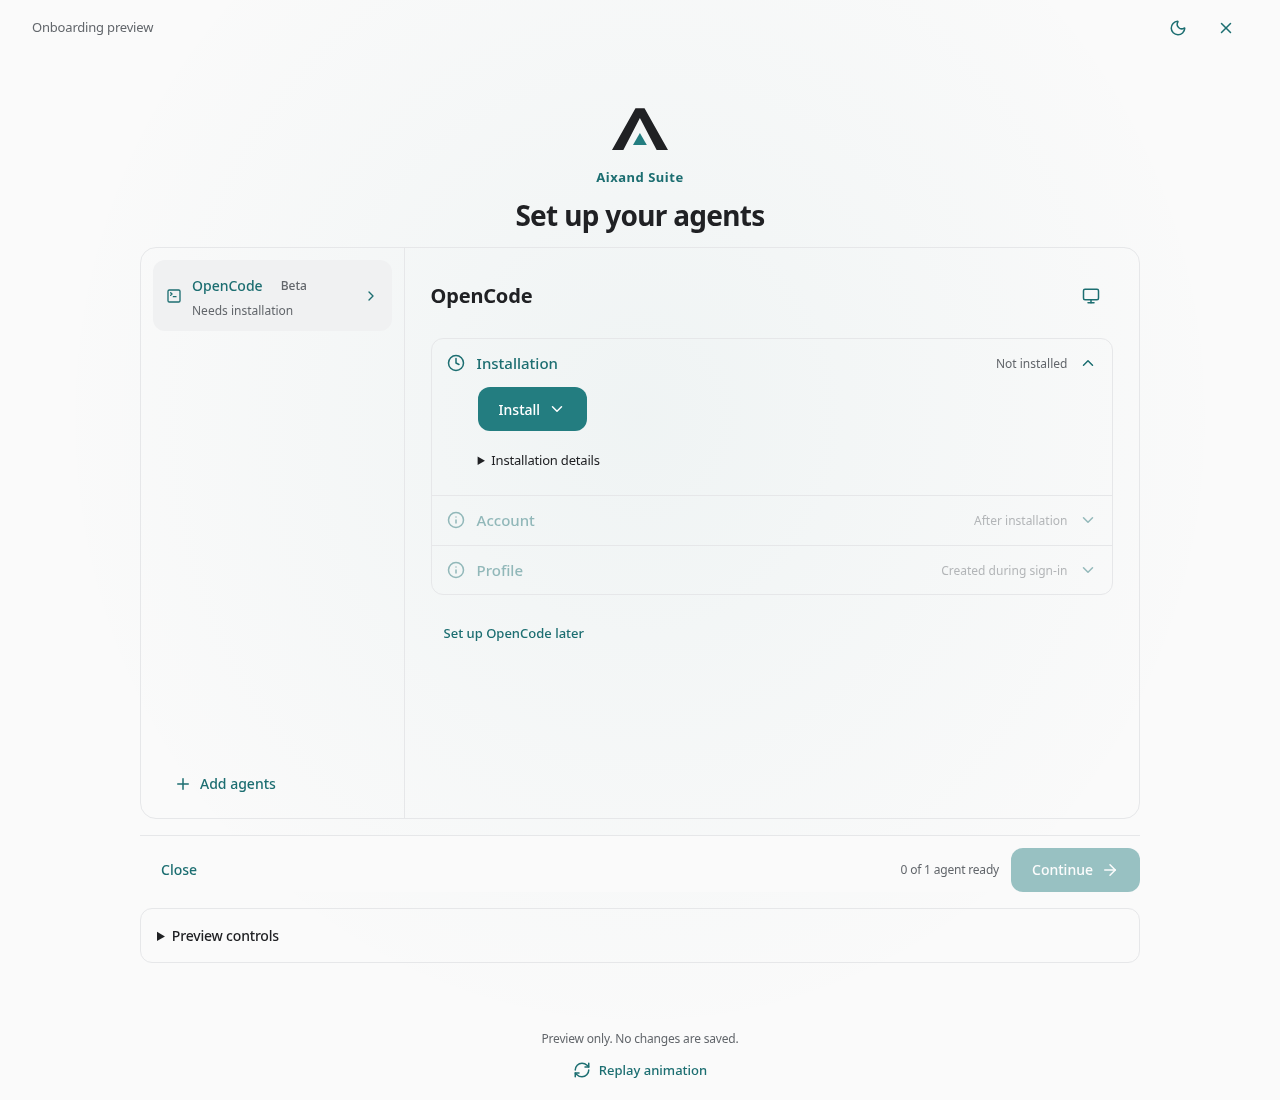 Onboarding preview
Aixand Suite
Set up your agents
OpenCode Beta
Needs installation
Add agents
OpenCode
Installation Not installed
Install
Installation details
Account After installation
Profile Created during sign-in
Set up OpenCode later
Close 0 of 1 agent ready Continue
Preview controls
Preview only. No changes are saved.
Replay animation